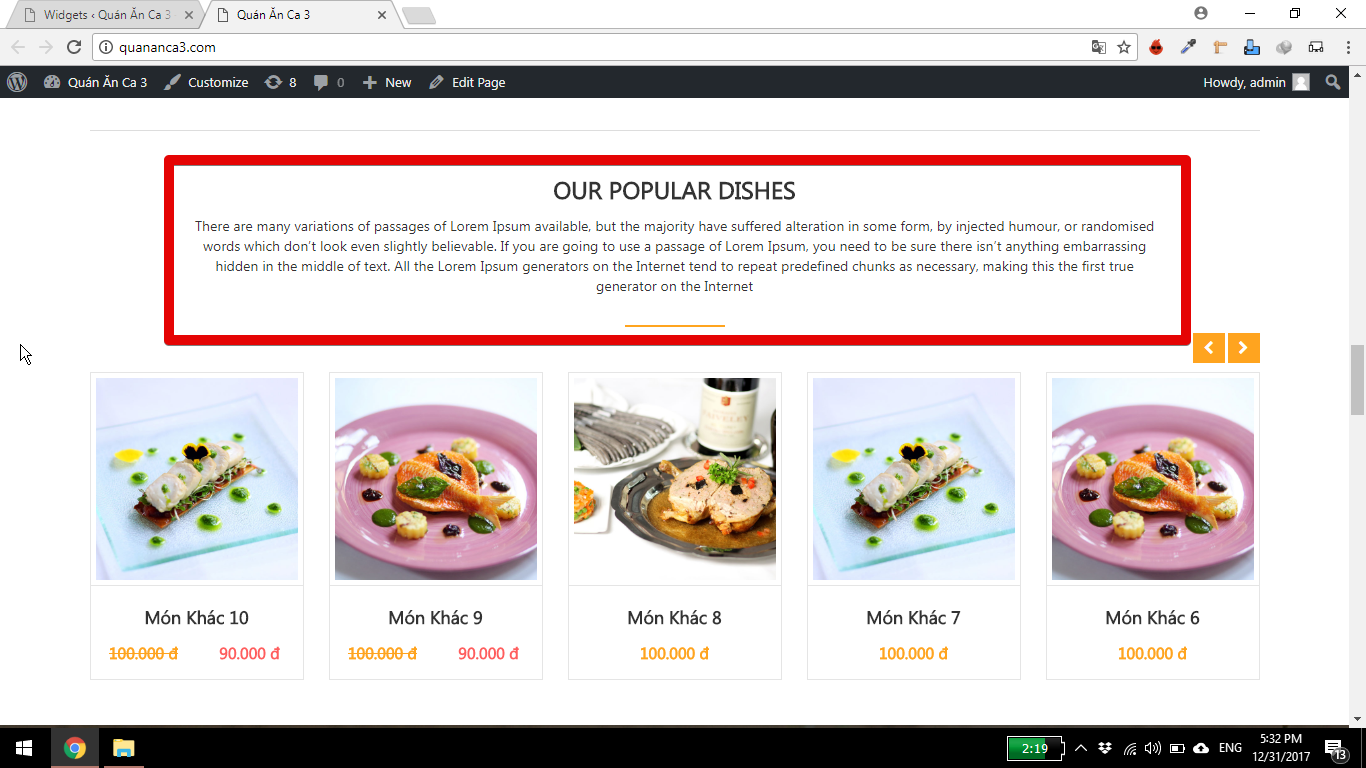 Widgets ‹ Quán Ăn Ca 3
Quán Ăn Ca 3
quananca3.com
Quán Ăn Ca 3 Customize 8 0 New Edit Page Howdy, admin
OUR POPULAR DISHES
There are many variations of passages of Lorem Ipsum available, but the majority have suffered alteration in some form, by injected humour, or randomised
words which don't look even slightly believable. If you are going to use a passage of Lorem Ipsum, you need to be sure there isn't anything embarrassing
hidden in the middle of text. All the Lorem Ipsum generators on the Internet tend to repeat predefined chunks as necessary, making this the first true
generator on the Internet
Món Khác 10
100.000 đ 90.000 đ
Món Khác 9
100.000 đ 90.000 đ
Món Khác 8
100.000 đ
Món Khác 7
100.000 đ
Món Khác 6
100.000 đ
2:19 ENG
5:32 PM
12/31/2017
13